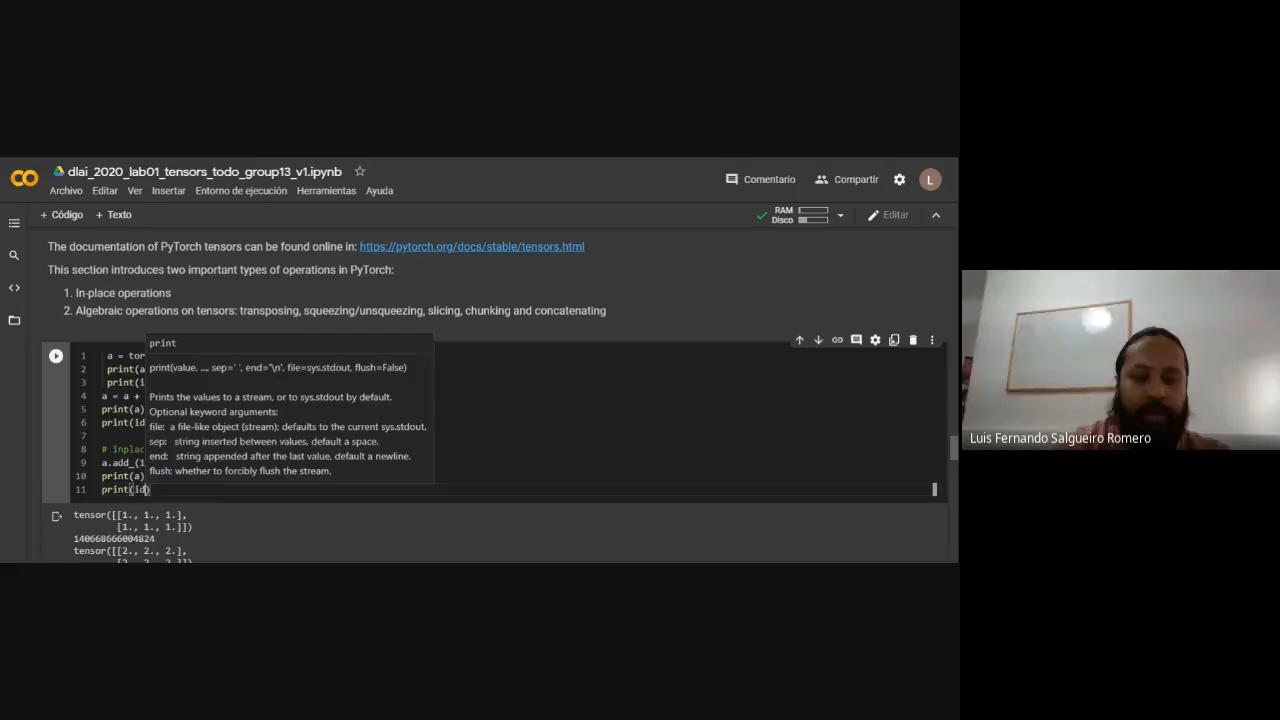 dlai_2020_lab01_tensors_todo_group13_v1.ipynb
Comentario
Compartir
L
Archivo Editar Ver Insertar Entorno de ejecución Herramientas Ayuda
+ Código + Texto
RAM
Disco
Editar
The documentation of PyTorch tensors can be found online in: https://pytorch.org/docs/stable/tensors.html
This section introduces two important types of operations in PyTorch:
1. In-place operations
2. Algebraic operations on tensors: transposing, squeezing/unsqueezing, slicing, chunking and concatenating
print
print(value, ..., sep=' ', end='\n', file=sys.stdout, flush=False)
Prints the values to a stream, or to sys.stdout by default.
Optional keyword arguments:
file: a file-like object (stream); defaults to the current sys.stdout.
sep: string inserted between values, default a space.
end: string appended after the last value, default a newline.
flush: whether to forcibly flush the stream.
1 a = tor
2 print(a
3 print(i
4 a = a +
5 print(a)
6 print(id
7
8 # inplac
9 a.add_(1
10 print(a)
11 print(id)
tensor([[1., 1., 1.],
[1., 1., 1.]])
140668666004824
tensor([[2., 2., 2.],
Luis Fernando Salgueiro Romero